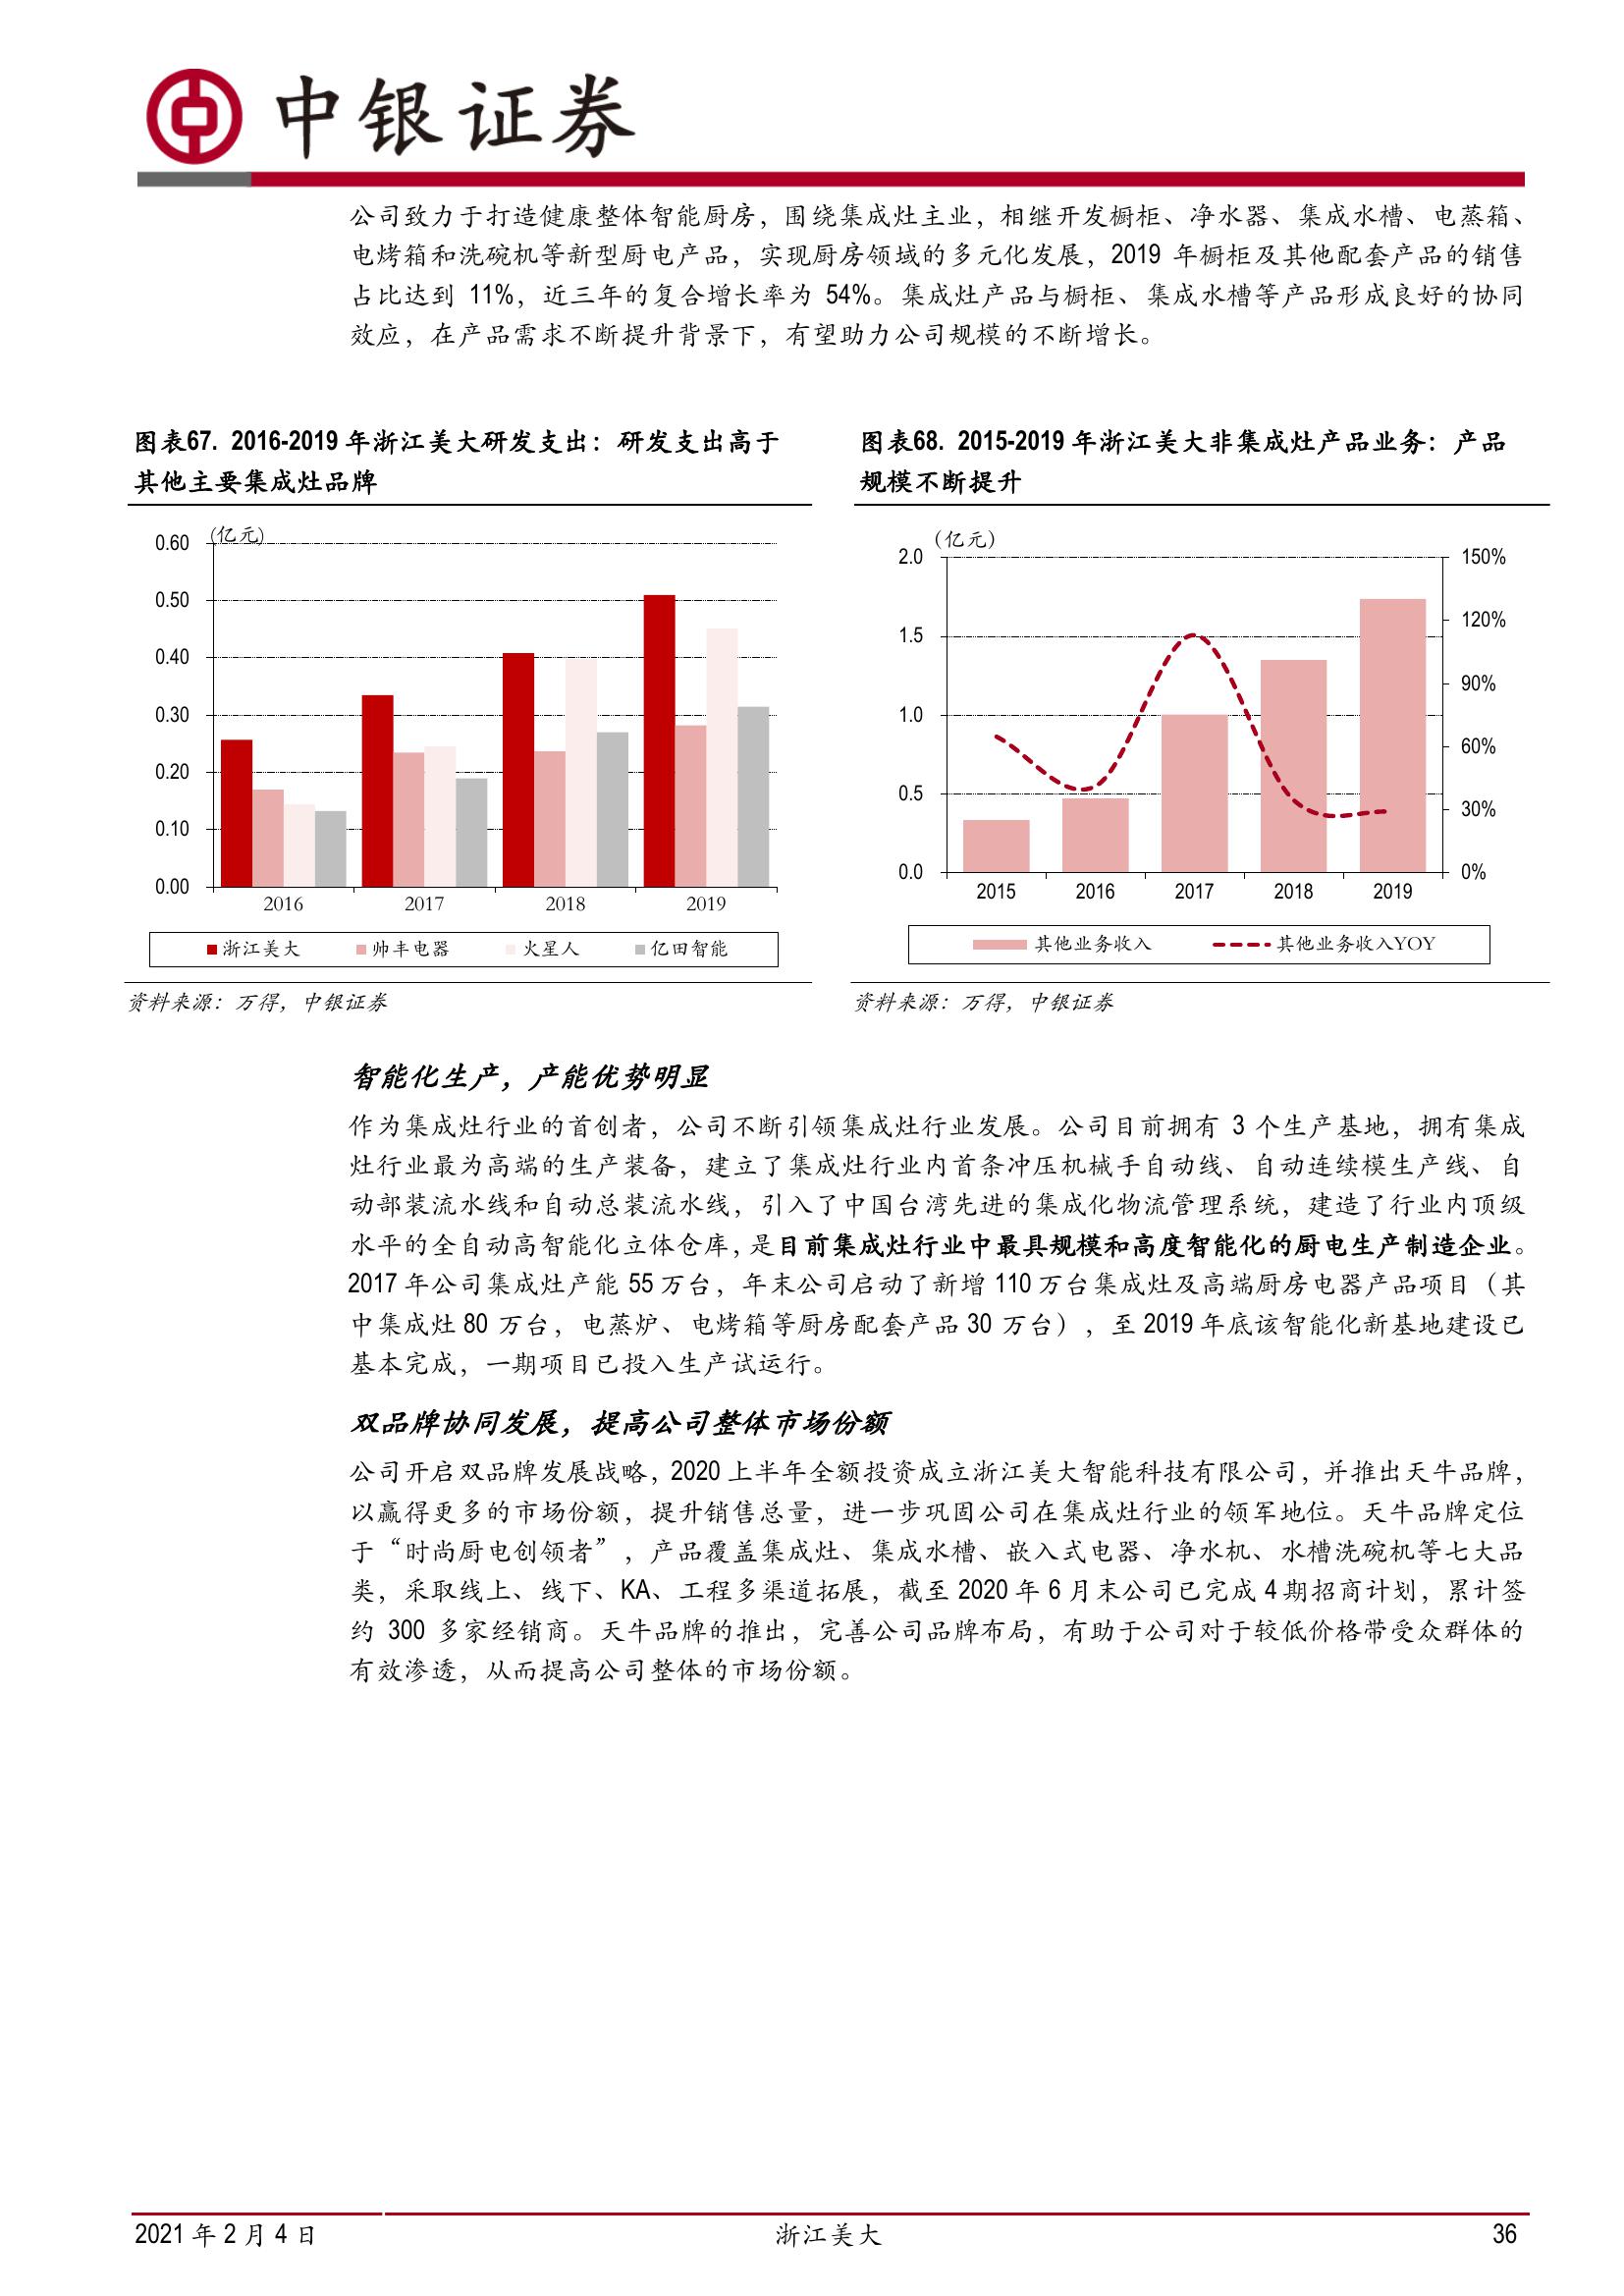 中银证券
公司致力于打造健康整体智能厨房，围绕集成灶主业，相继开发橱柜、净水器、集成水槽、电蒸箱、
电烤箱和洗碗机等新型厨电产品，实现厨房领域的多元化发展，2019 年橱柜及其他配套产品的销售
占比达到 11%，近三年的复合增长率为 54%。集成灶产品与橱柜、集成水槽等产品形成良好的协同
效应，在产品需求不断提升背景下，有望助力公司规模的不断增长。
图表67. 2016-2019 年浙江美大研发支出：研发支出高于
其他主要集成灶品牌
(亿元)
0.60
0.50
0.40
0.30
0.20
0.10
0.00
2016 2017 2018 2019
浙江美大 帅丰电器 火星人 亿田智能
资料来源：万得，中银证券
图表68. 2015-2019 年浙江美大非集成灶产品业务：产品
规模不断提升
(亿元)
2.0
1.5
1.0
0.5
0.0
150%
120%
90%
60%
30%
0%
2015 2016 2017 2018 2019
其他业务收入 其他业务收入YOY
资料来源：万得，中银证券
智能化生产，产能优势明显
作为集成灶行业的首创者，公司不断引领集成灶行业发展。公司目前拥有 3 个生产基地，拥有集成
灶行业最为高端的生产装备，建立了集成灶行业内首条冲压机械手自动线、自动连续模生产线、自
动部装流水线和自动总装流水线，引入了中国台湾先进的集成化物流管理系统，建造了行业内顶级
水平的全自动高智能化立体仓库，是目前集成灶行业中最具规模和高度智能化的厨电生产制造企业。
2017 年公司集成灶产能 55 万台，年末公司启动了新增 110 万台集成灶及高端厨房电器产品项目（其
中集成灶 80 万台，电蒸炉、电烤箱等厨房配套产品 30 万台），至 2019 年底该智能化新基地建设已
基本完成，一期项目已投入生产试运行。
双品牌协同发展，提高公司整体市场份额
公司开启双品牌发展战略，2020 上半年全额投资成立浙江美大智能科技有限公司，并推出天牛品牌，
以赢得更多的市场份额，提升销售总量，进一步巩固公司在集成灶行业的领军地位。天牛品牌定位
于“时尚厨电创领者”，产品覆盖集成灶、集成水槽、嵌入式电器、净水机、水槽洗碗机等七大品
类，采取线上、线下、KA、工程多渠道拓展，截至 2020 年 6 月末公司已完成 4 期招商计划，累计签
约 300 多家经销商。天牛品牌的推出，完善公司品牌布局，有助于公司对于较低价格带受众群体的
有效渗透，从而提高公司整体的市场份额。
2021 年 2 月 4 日 浙江美大 36